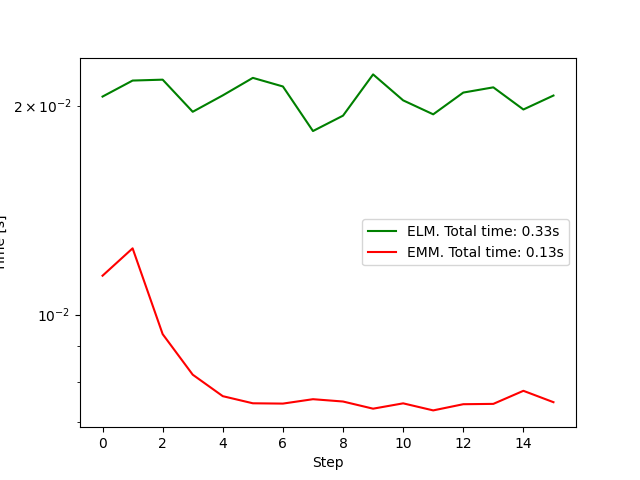 2 × 10⁻²
10⁻²
Time [s]
ELM. Total time: 0.33s
EMM. Total time: 0.13s
0 2 4 6 8 10 12 14
Step